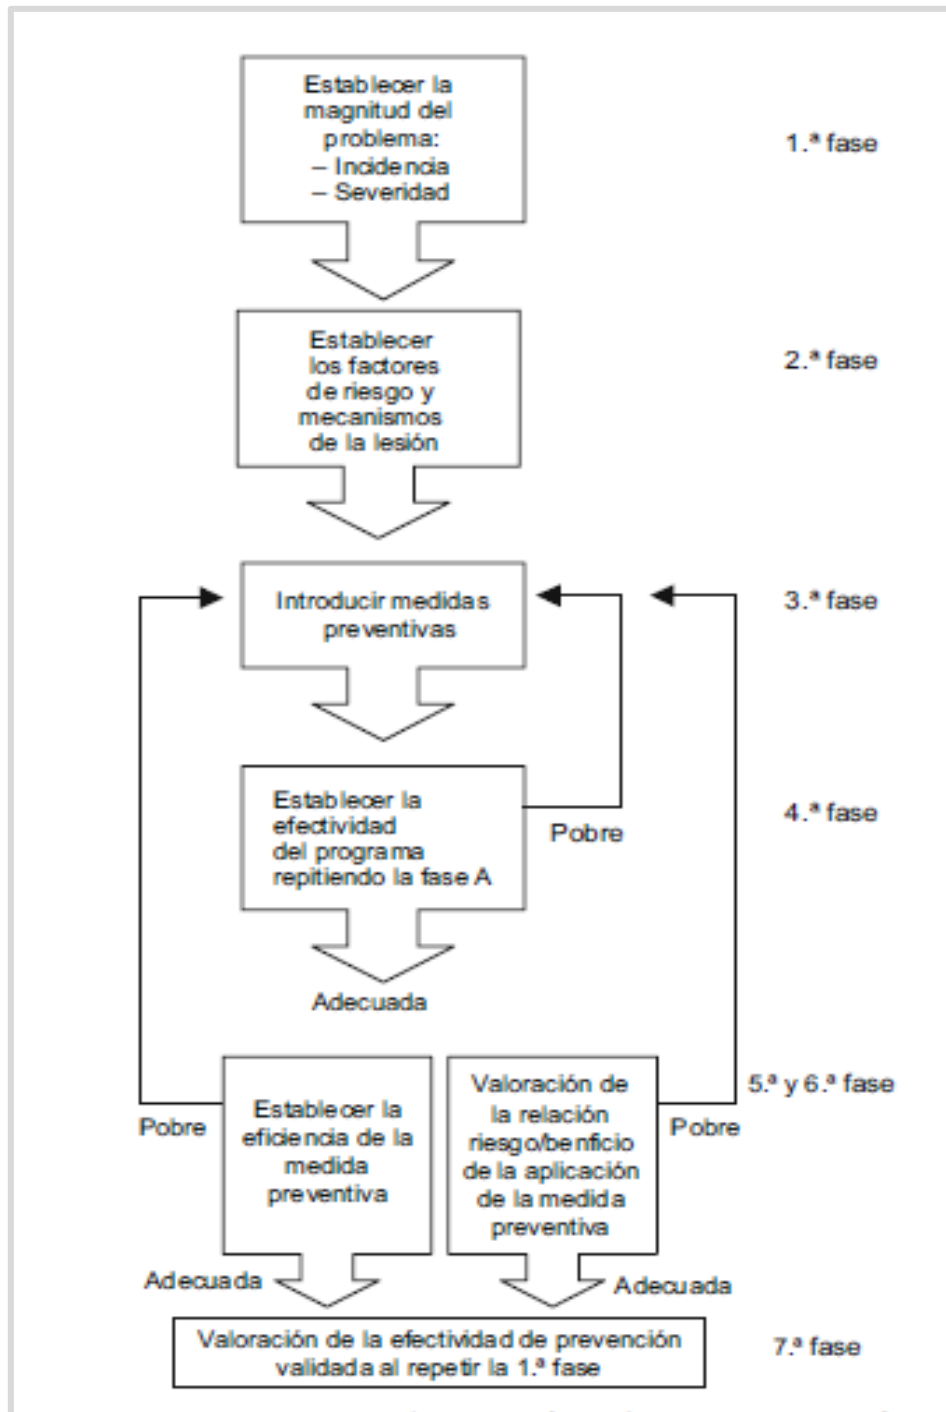 Establecer la
magnitud del
problema:
– Incidencia
– Severidad
1.ª fase
Establecer
los factores
de riesgo y
mecanismos
de la lesión
2.ª fase
Introducir medidas
preventivas
3.ª fase
Establecer la
efectividad
del programa
repitiendo la fase A
4.ª fase
Pobre
Adecuada
5.ª y 6.ª fase
Establecer la
eficiencia de la
medida
preventiva
Pobre
Valoración de
la relación
riesgo/benficio
de la aplicación
de la medida
preventiva
Pobre
Adecuada
Adecuada
Valoración de la efectividad de prevención
validada al repetir la 1.ª fase
7.ª fase